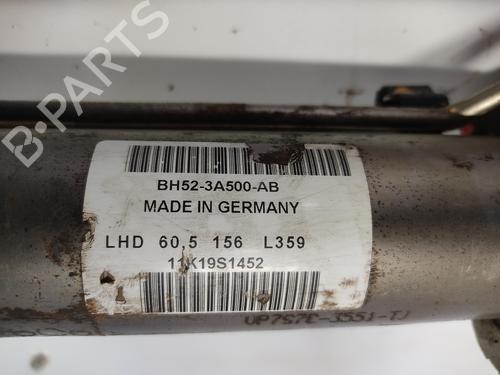 B-PARTS
BH52-3A500-AB
MADE IN GERMANY
LHD 60,5 156 L359
11K19S1452